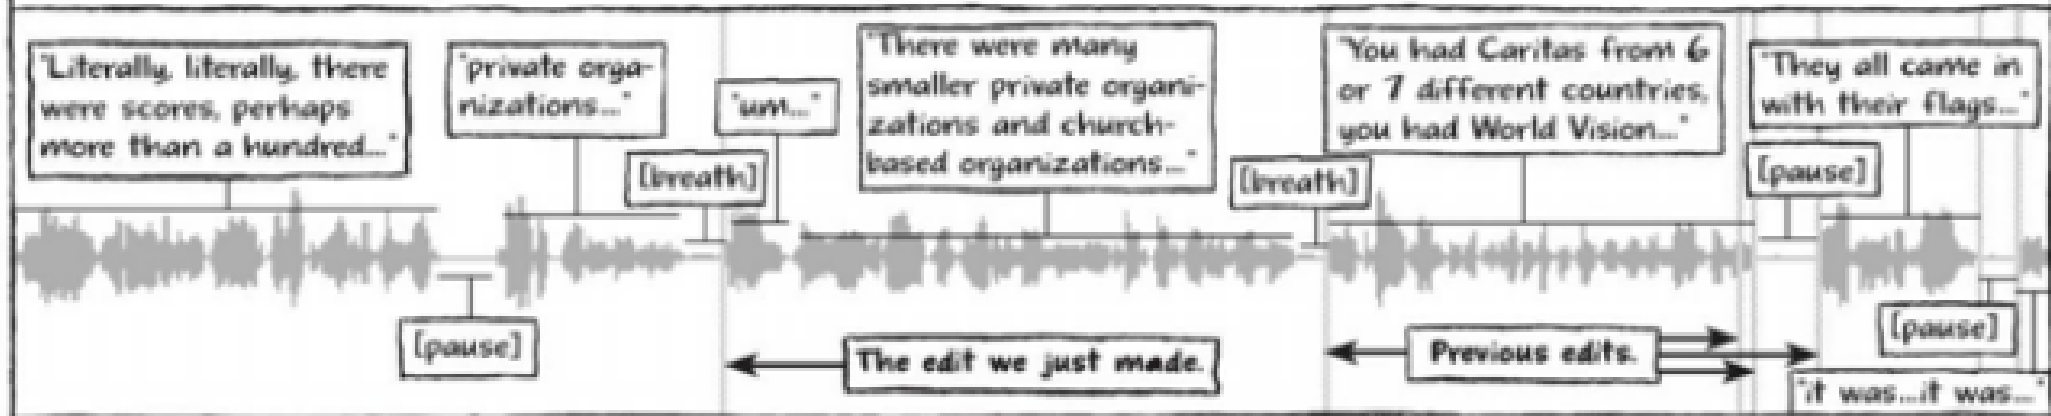 "Literally, literally, there
were scores, perhaps
more than a hundred..."
"private orga-
nizations..."
[breath]
"um..."
"There were many
smaller private organi-
zations and church-
based organizations..."
[breath]
"You had Caritas from 6
or 7 different countries,
you had World Vision..."
[pause]
"They all came in
with their flags..."
[pause]
The edit we just made.
Previous edits.
[pause]
"it was...it was..."